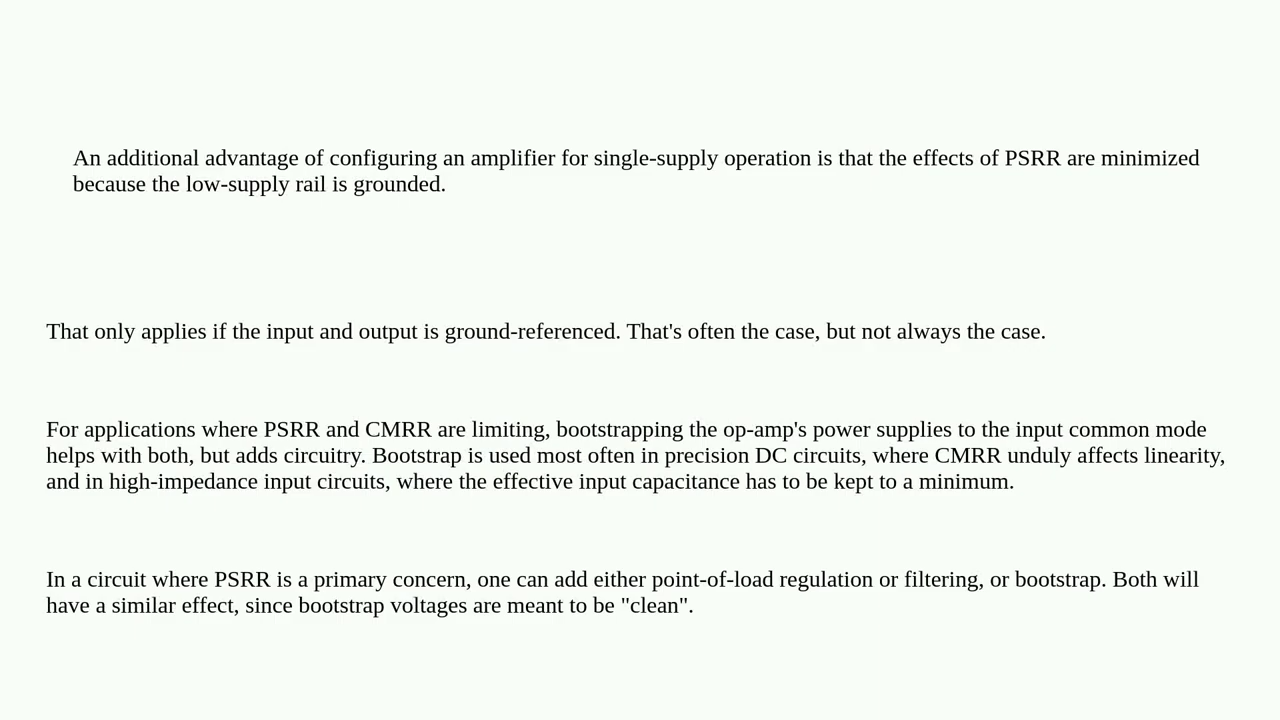 An additional advantage of configuring an amplifier for single-supply operation is that the effects of PSRR are minimized
because the low-supply rail is grounded.
That only applies if the input and output is ground-referenced. That's often the case, but not always the case.
For applications where PSRR and CMRR are limiting, bootstrapping the op-amp's power supplies to the input common mode
helps with both, but adds circuitry. Bootstrap is used most often in precision DC circuits, where CMRR unduly affects linearity,
and in high-impedance input circuits, where the effective input capacitance has to be kept to a minimum.
In a circuit where PSRR is a primary concern, one can add either point-of-load regulation or filtering, or bootstrap. Both will
have a similar effect, since bootstrap voltages are meant to be "clean".